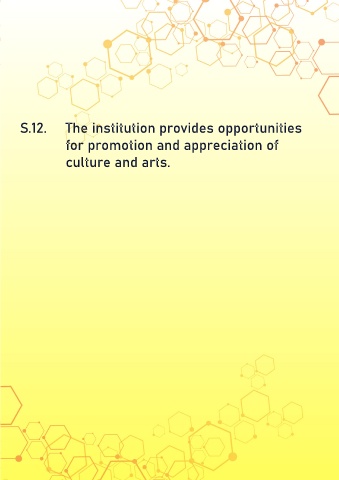 S.12. The institution provides opportunities
for promotion and appreciation of
culture and arts.